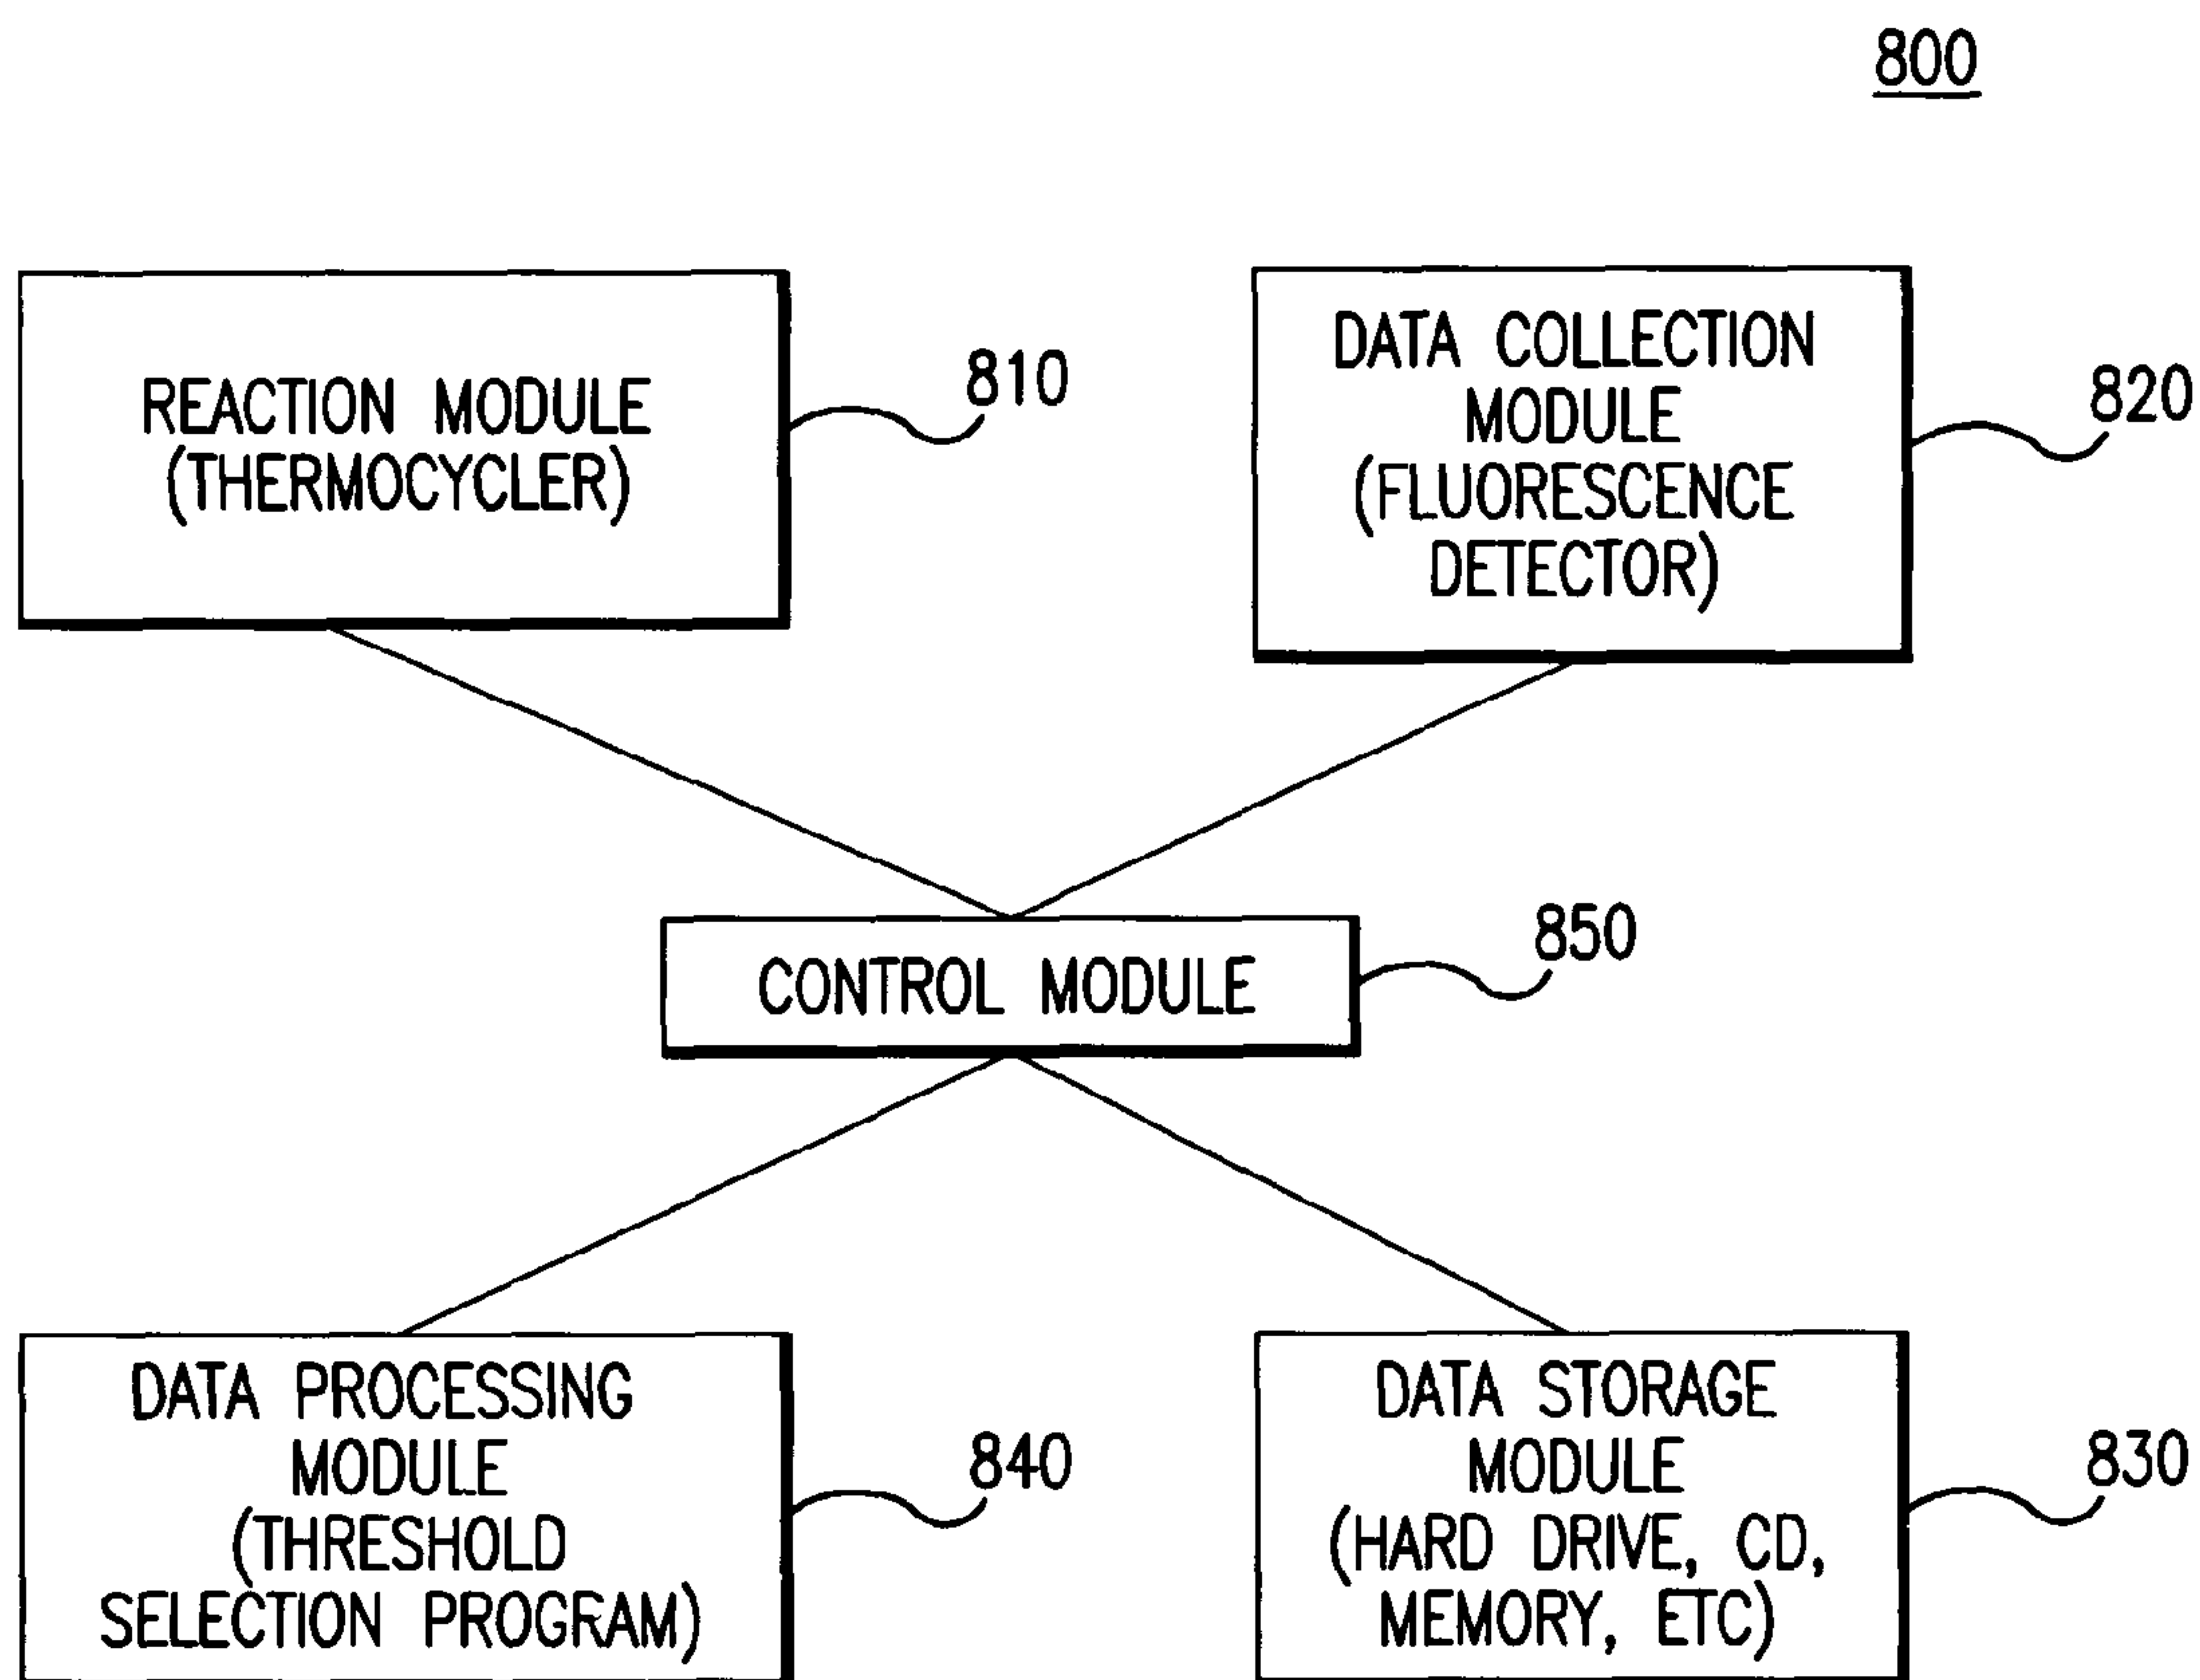 800
REACTION MODULE
(THERMOCYCLER)
810
DATA COLLECTION
MODULE
(FLUORESCENCE
DETECTOR)
820
CONTROL MODULE
850
DATA PROCESSING
MODULE
(THRESHOLD
SELECTION PROGRAM)
840
DATA STORAGE
MODULE
(HARD DRIVE, CD,
MEMORY, ETC)
830